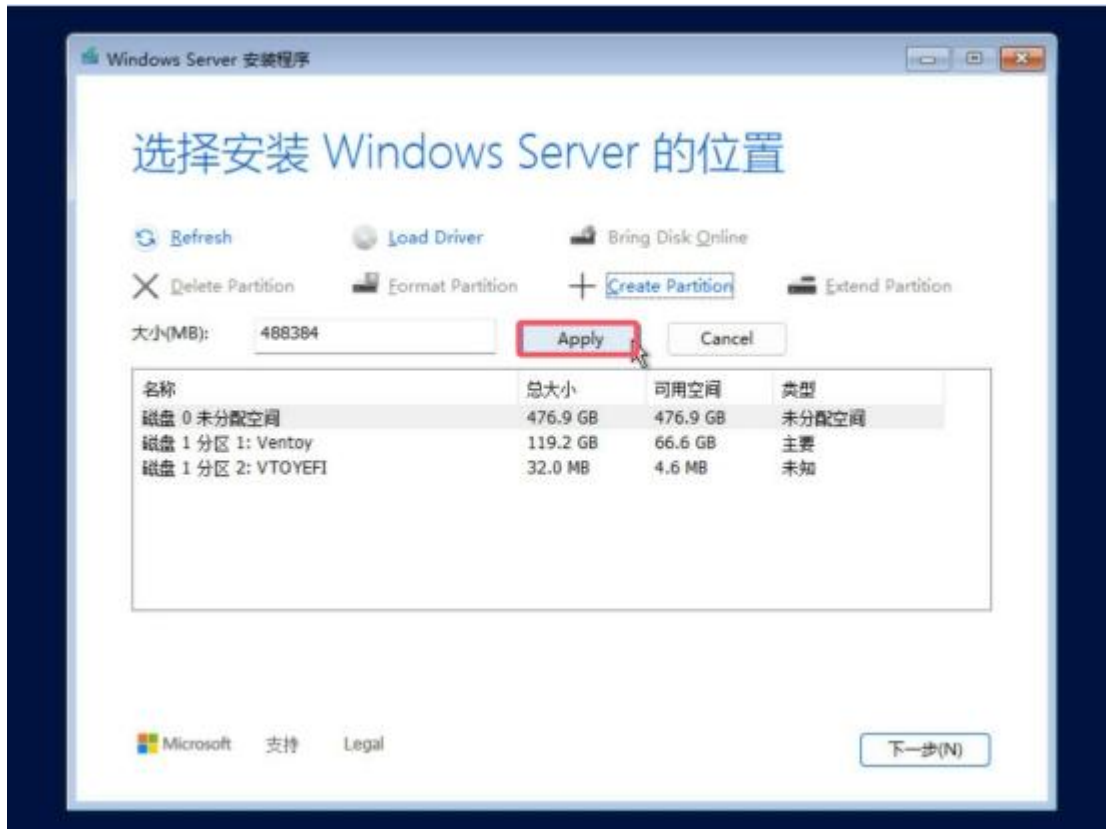 Windows Server 安装程序
选择安装 Windows Server 的位置
Refresh Load Driver Bring Disk Online
Delete Partition Format Partition Create Partition Extend Partition
大小(MB): 488384 Apply Cancel
名称 总大小 可用空间 类型
磁盘 0 未分配空间 476.9 GB 476.9 GB 未分配空间
磁盘 1 分区 1: Ventoy 119.2 GB 66.6 GB 主要
磁盘 1 分区 2: VTOYEFI 32.0 MB 4.6 MB 未知
Microsoft 支持 Legal 下一步(N)